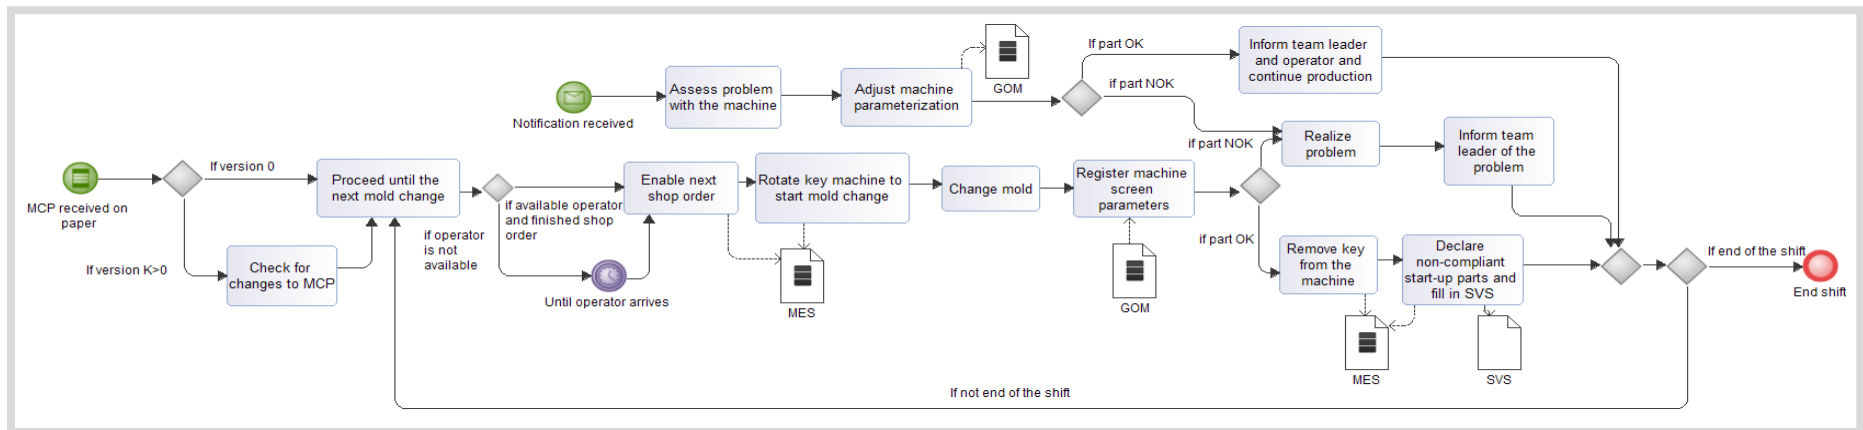 Notification received
Assess problem
with the machine
Adjust machine
parameterization
GOM
If part OK
if part NOK
Inform team leader
and operator and
continue production
MCP received on
paper
If version 0
If version K>0
Check for
changes to MCP
Proceed until the
next mold change
if available operator
and finished shop
order
if operator
is not
available
Until operator arrives
Enable next
shop order
Rotate key machine to
start mold change
MES
Change mold
Register machine
screen
parameters
GOM
if part NOK
if part OK
Realize
problem
Inform team
leader of the
problem
Remove key
from the
machine
Declare
non-compliant
start-up parts and
fill in SVS
MES
SVS
If end of the shift
End shift
If not end of the shift